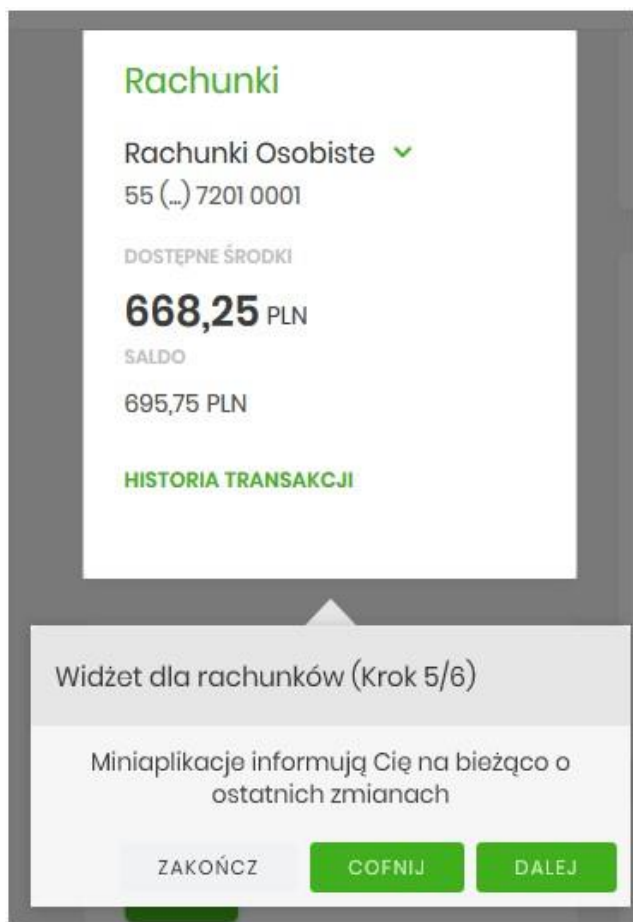 Rachunki
Rachunki Osobiste
55 (...) 7201 0001
DOSTĘPNE ŚRODKI
668,25 PLN
SALDO
695,75 PLN
HISTORIA TRANSAKCJI
Widżet dla rachunków (Krok 5/6)
Miniaplikacje informują Cię na bieżąco o
ostatnich zmianach
ZAKOŃCZ COFNIJ DALEJ